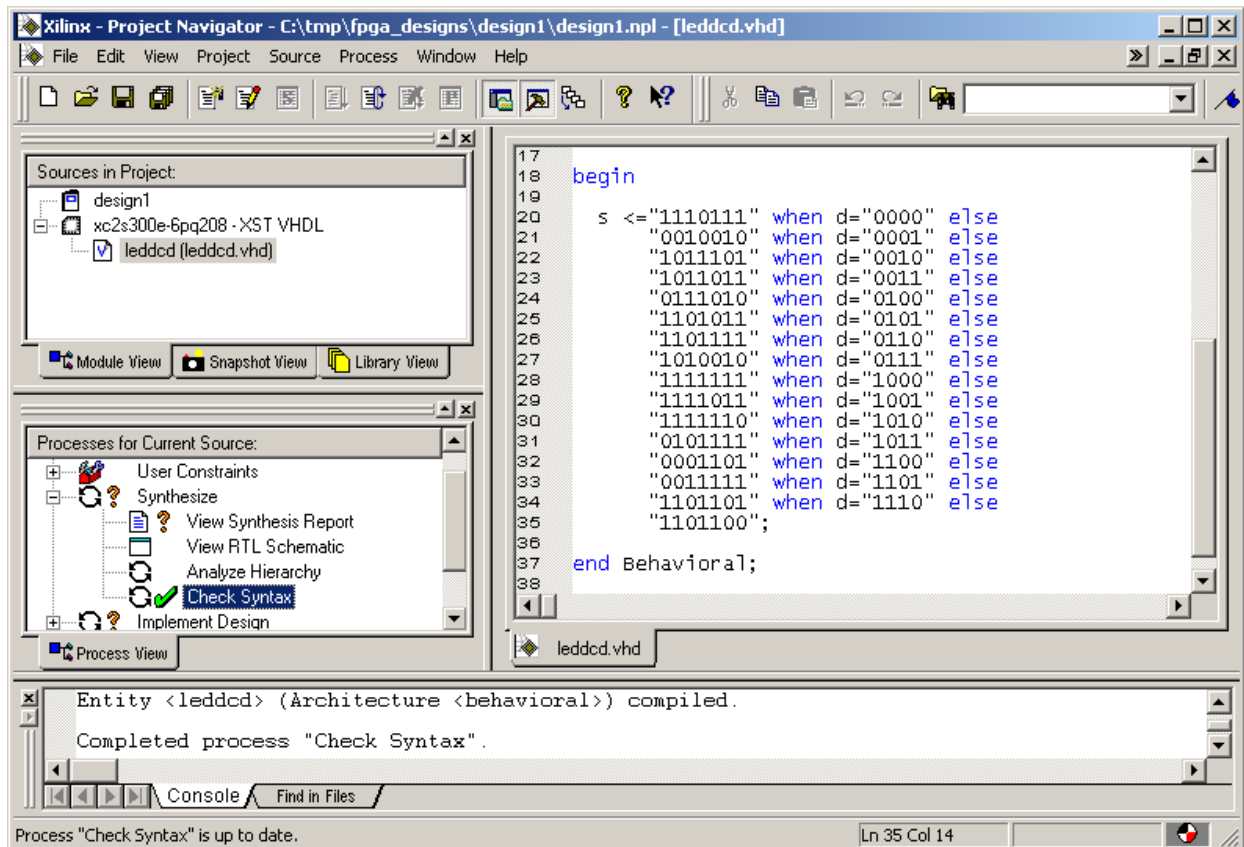 Xilinx - Project Navigator - C:\tmp\fpga_designs\design1\design1.npl - [leddcd.vhd]
File Edit View Project Source Process Window Help
Sources in Project:
design1
xc2s300e-6pq208 - XST VHDL
leddcd (leddcd.vhd)
Module View Snapshot View Library View
Processes for Current Source:
User Constraints
Synthesize
View Synthesis Report
View RTL Schematic
Analyze Hierarchy
Check Syntax
Implement Design
Process View
17
18 begin
19
20 s <="1110111" when d="0000" else
21 "0010010" when d="0001" else
22 "1011101" when d="0010" else
23 "1011011" when d="0011" else
24 "0111010" when d="0100" else
25 "1101011" when d="0101" else
26 "1101111" when d="0110" else
27 "1010010" when d="0111" else
28 "1111111" when d="1000" else
29 "1111011" when d="1001" else
30 "1111110" when d="1010" else
31 "0101111" when d="1011" else
32 "0001101" when d="1100" else
33 "0011111" when d="1101" else
34 "1101101" when d="1110" else
35 "1101100";
36
37 end Behavioral;
38
leddcd.vhd
Entity <leddcd> (Architecture <behavioral>) compiled.
Completed process "Check Syntax".
Console Find in Files
Process "Check Syntax" is up to date.
Ln 35 Col 14